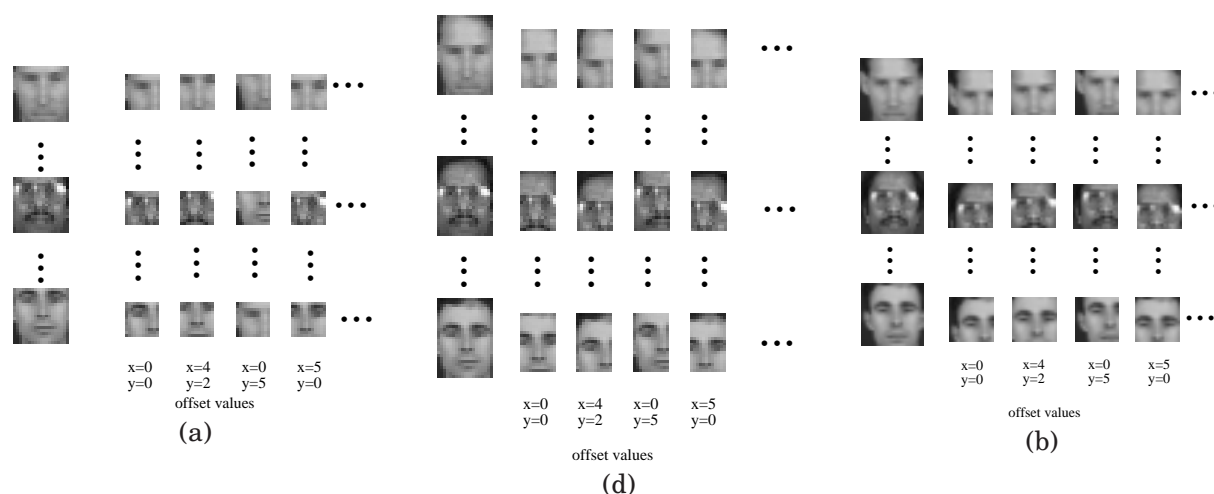 x=0 x=4 x=0 x=5
y=0 y=2 y=5 y=0
offset values
(a)
x=0 x=4 x=0 x=5
y=0 y=2 y=5 y=0
offset values
(d)
x=0 x=4 x=0 x=5
y=0 y=2 y=5 y=0
offset values
(b)